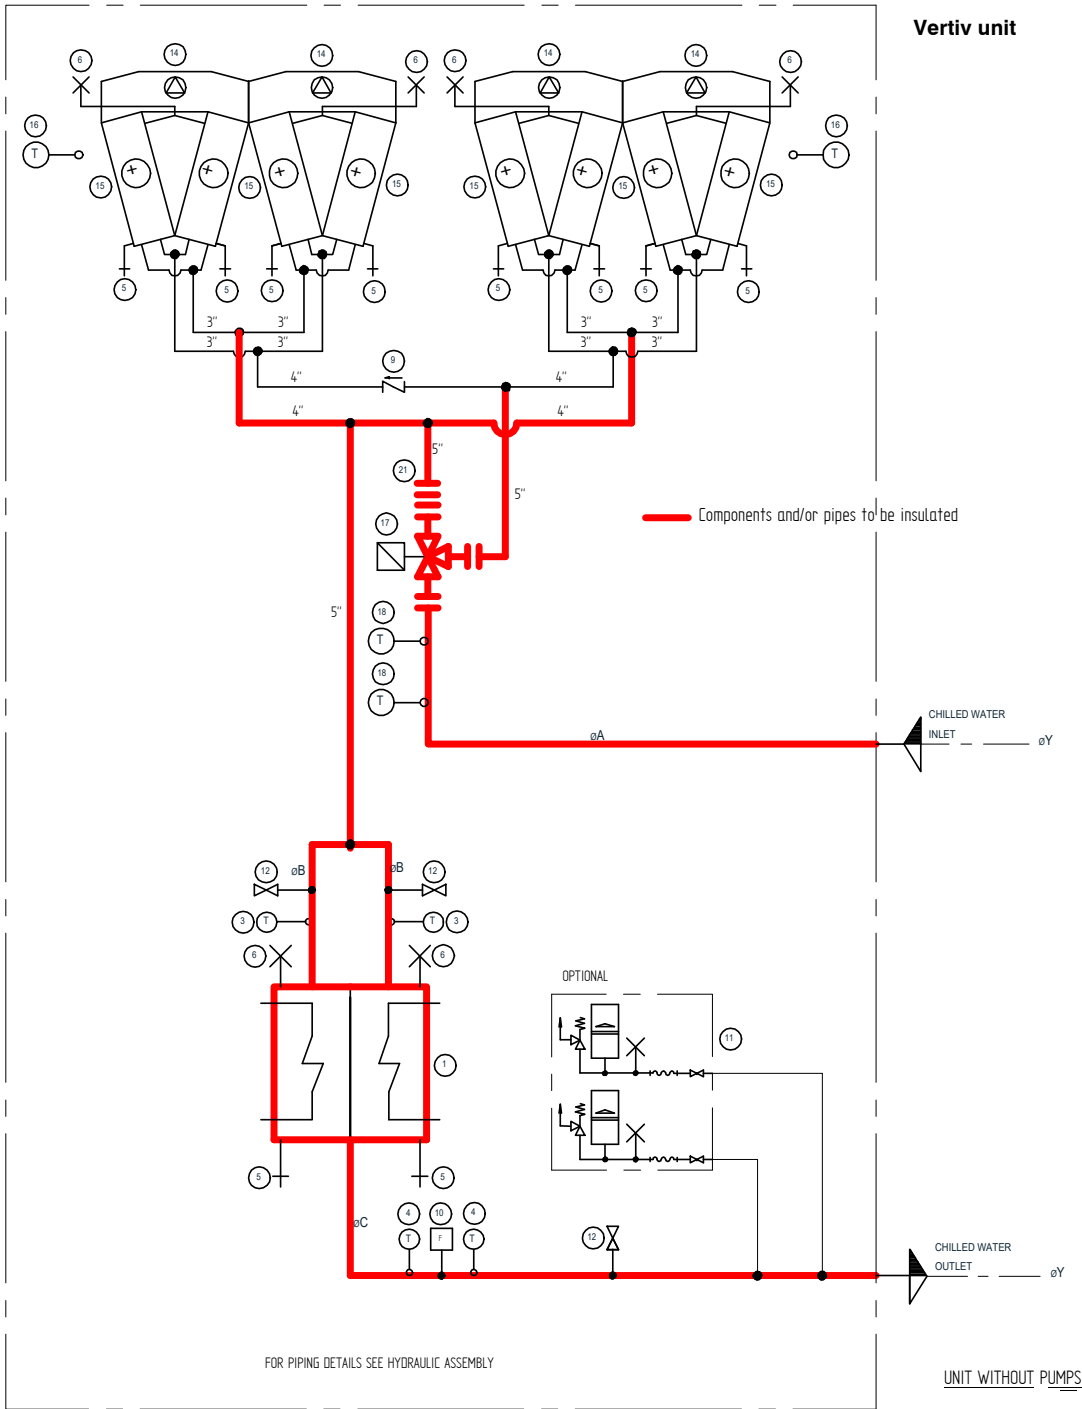 Vertiv unit
6 14 14 6 6 14 14 6
16 16
T T
15 15 15 15 15 15
5 5 5 5 5 5 5 5
3" 3" 3" 3"
3" 3" 3" 3"
9
4" 4"
4" 4"
5"
21
5"
17
Components and/or pipes to be insulated
5"
18
T
18
T
CHILLED WATER
INLET
øY
øA
øB øB
12 12
3 T T 3
6 6
OPTIONAL
11
1
5 5
øC
4 10 4
T F T
12
CHILLED WATER
OUTLET
øY
FOR PIPING DETAILS SEE HYDRAULIC ASSEMBLY
UNIT WITHOUT PUMPS